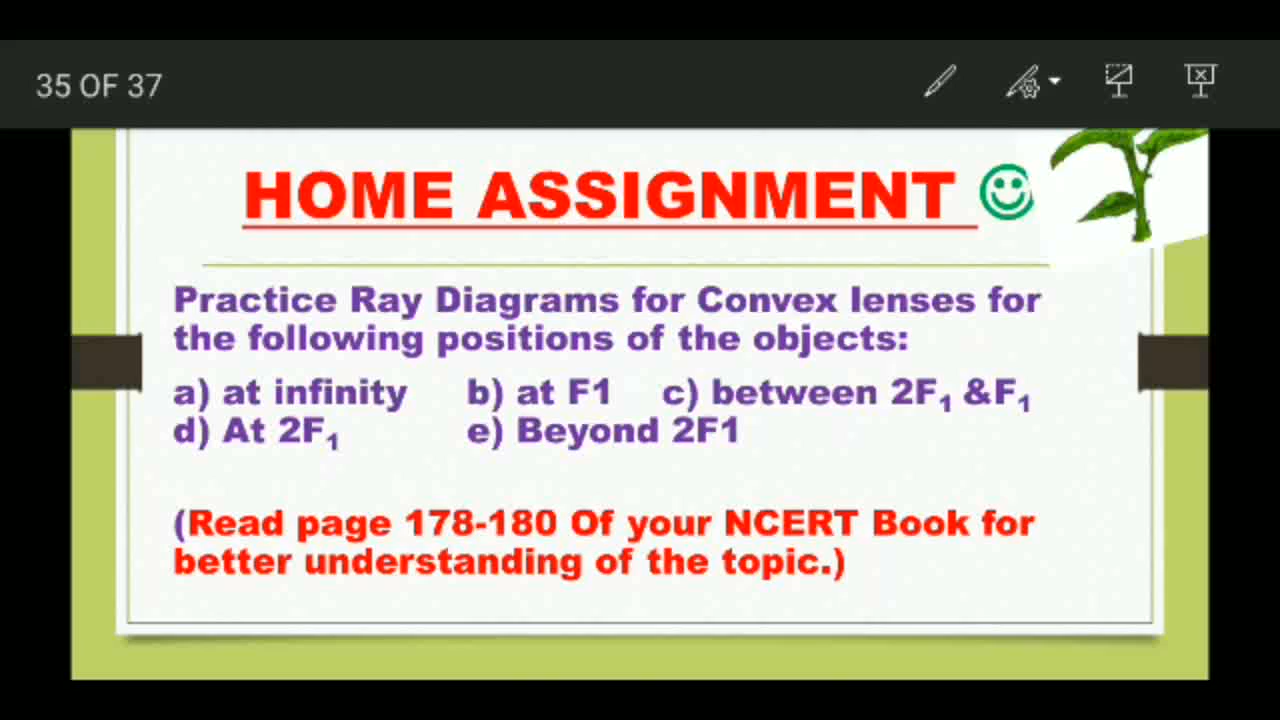 35 OF 37
HOME ASSIGNMENT
Practice Ray Diagrams for Convex lenses for
the following positions of the objects:
a) at infinity b) at F1 c) between 2F₁ &F₁
d) At 2F₁ e) Beyond 2F1
(Read page 178-180 Of your NCERT Book for
better understanding of the topic.)